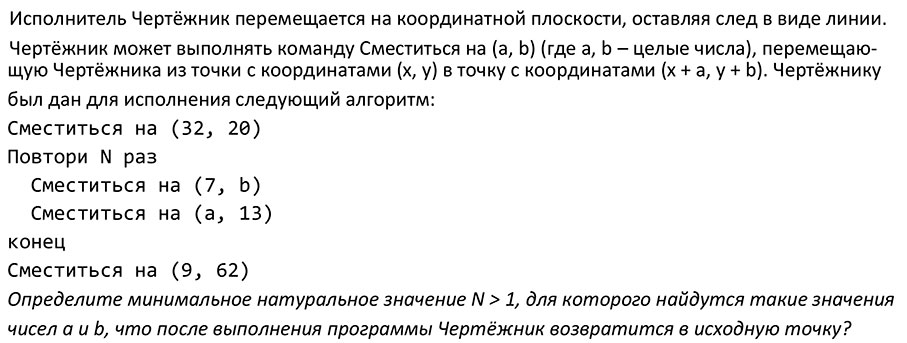 Исполнитель Чертёжник перемещается на координатной плоскости, оставляя след в виде линии.
Чертёжник может выполнять команду Сместиться на (a, b) (где a, b – целые числа), перемещаю-
щую Чертёжника из точки с координатами (x, y) в точку с координатами (x + a, y + b). Чертёжнику
был дан для исполнения следующий алгоритм:
Сместиться на (32, 20)
Повтори N раз
Сместиться на (7, b)
Сместиться на (a, 13)
конец
Сместиться на (9, 62)
Определите минимальное натуральное значение N > 1, для которого найдутся такие значения
чисел a и b, что после выполнения программы Чертёжник возвратится в исходную точку?